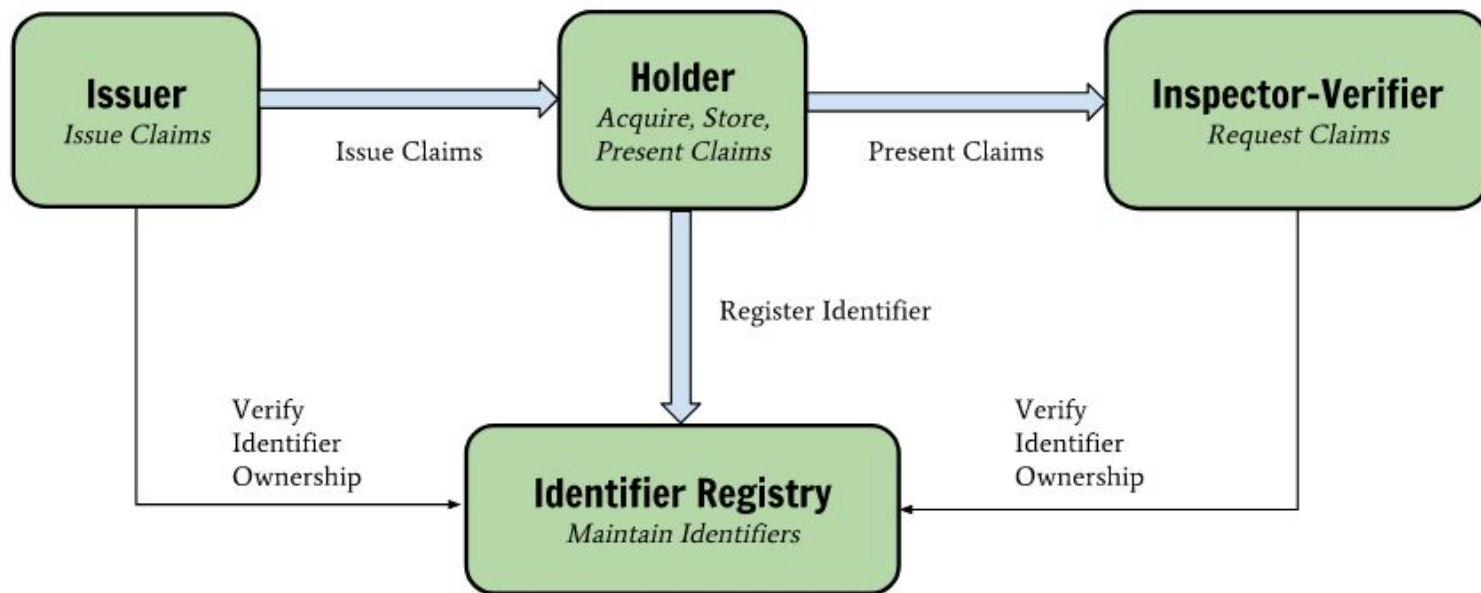 Issuer
Issue Claims
Issue Claims
Holder
Acquire, Store,
Present Claims
Present Claims
Inspector-Verifier
Request Claims
Register Identifier
Verify
Identifier
Ownership
Verify
Identifier
Ownership
Identifier Registry
Maintain Identifiers